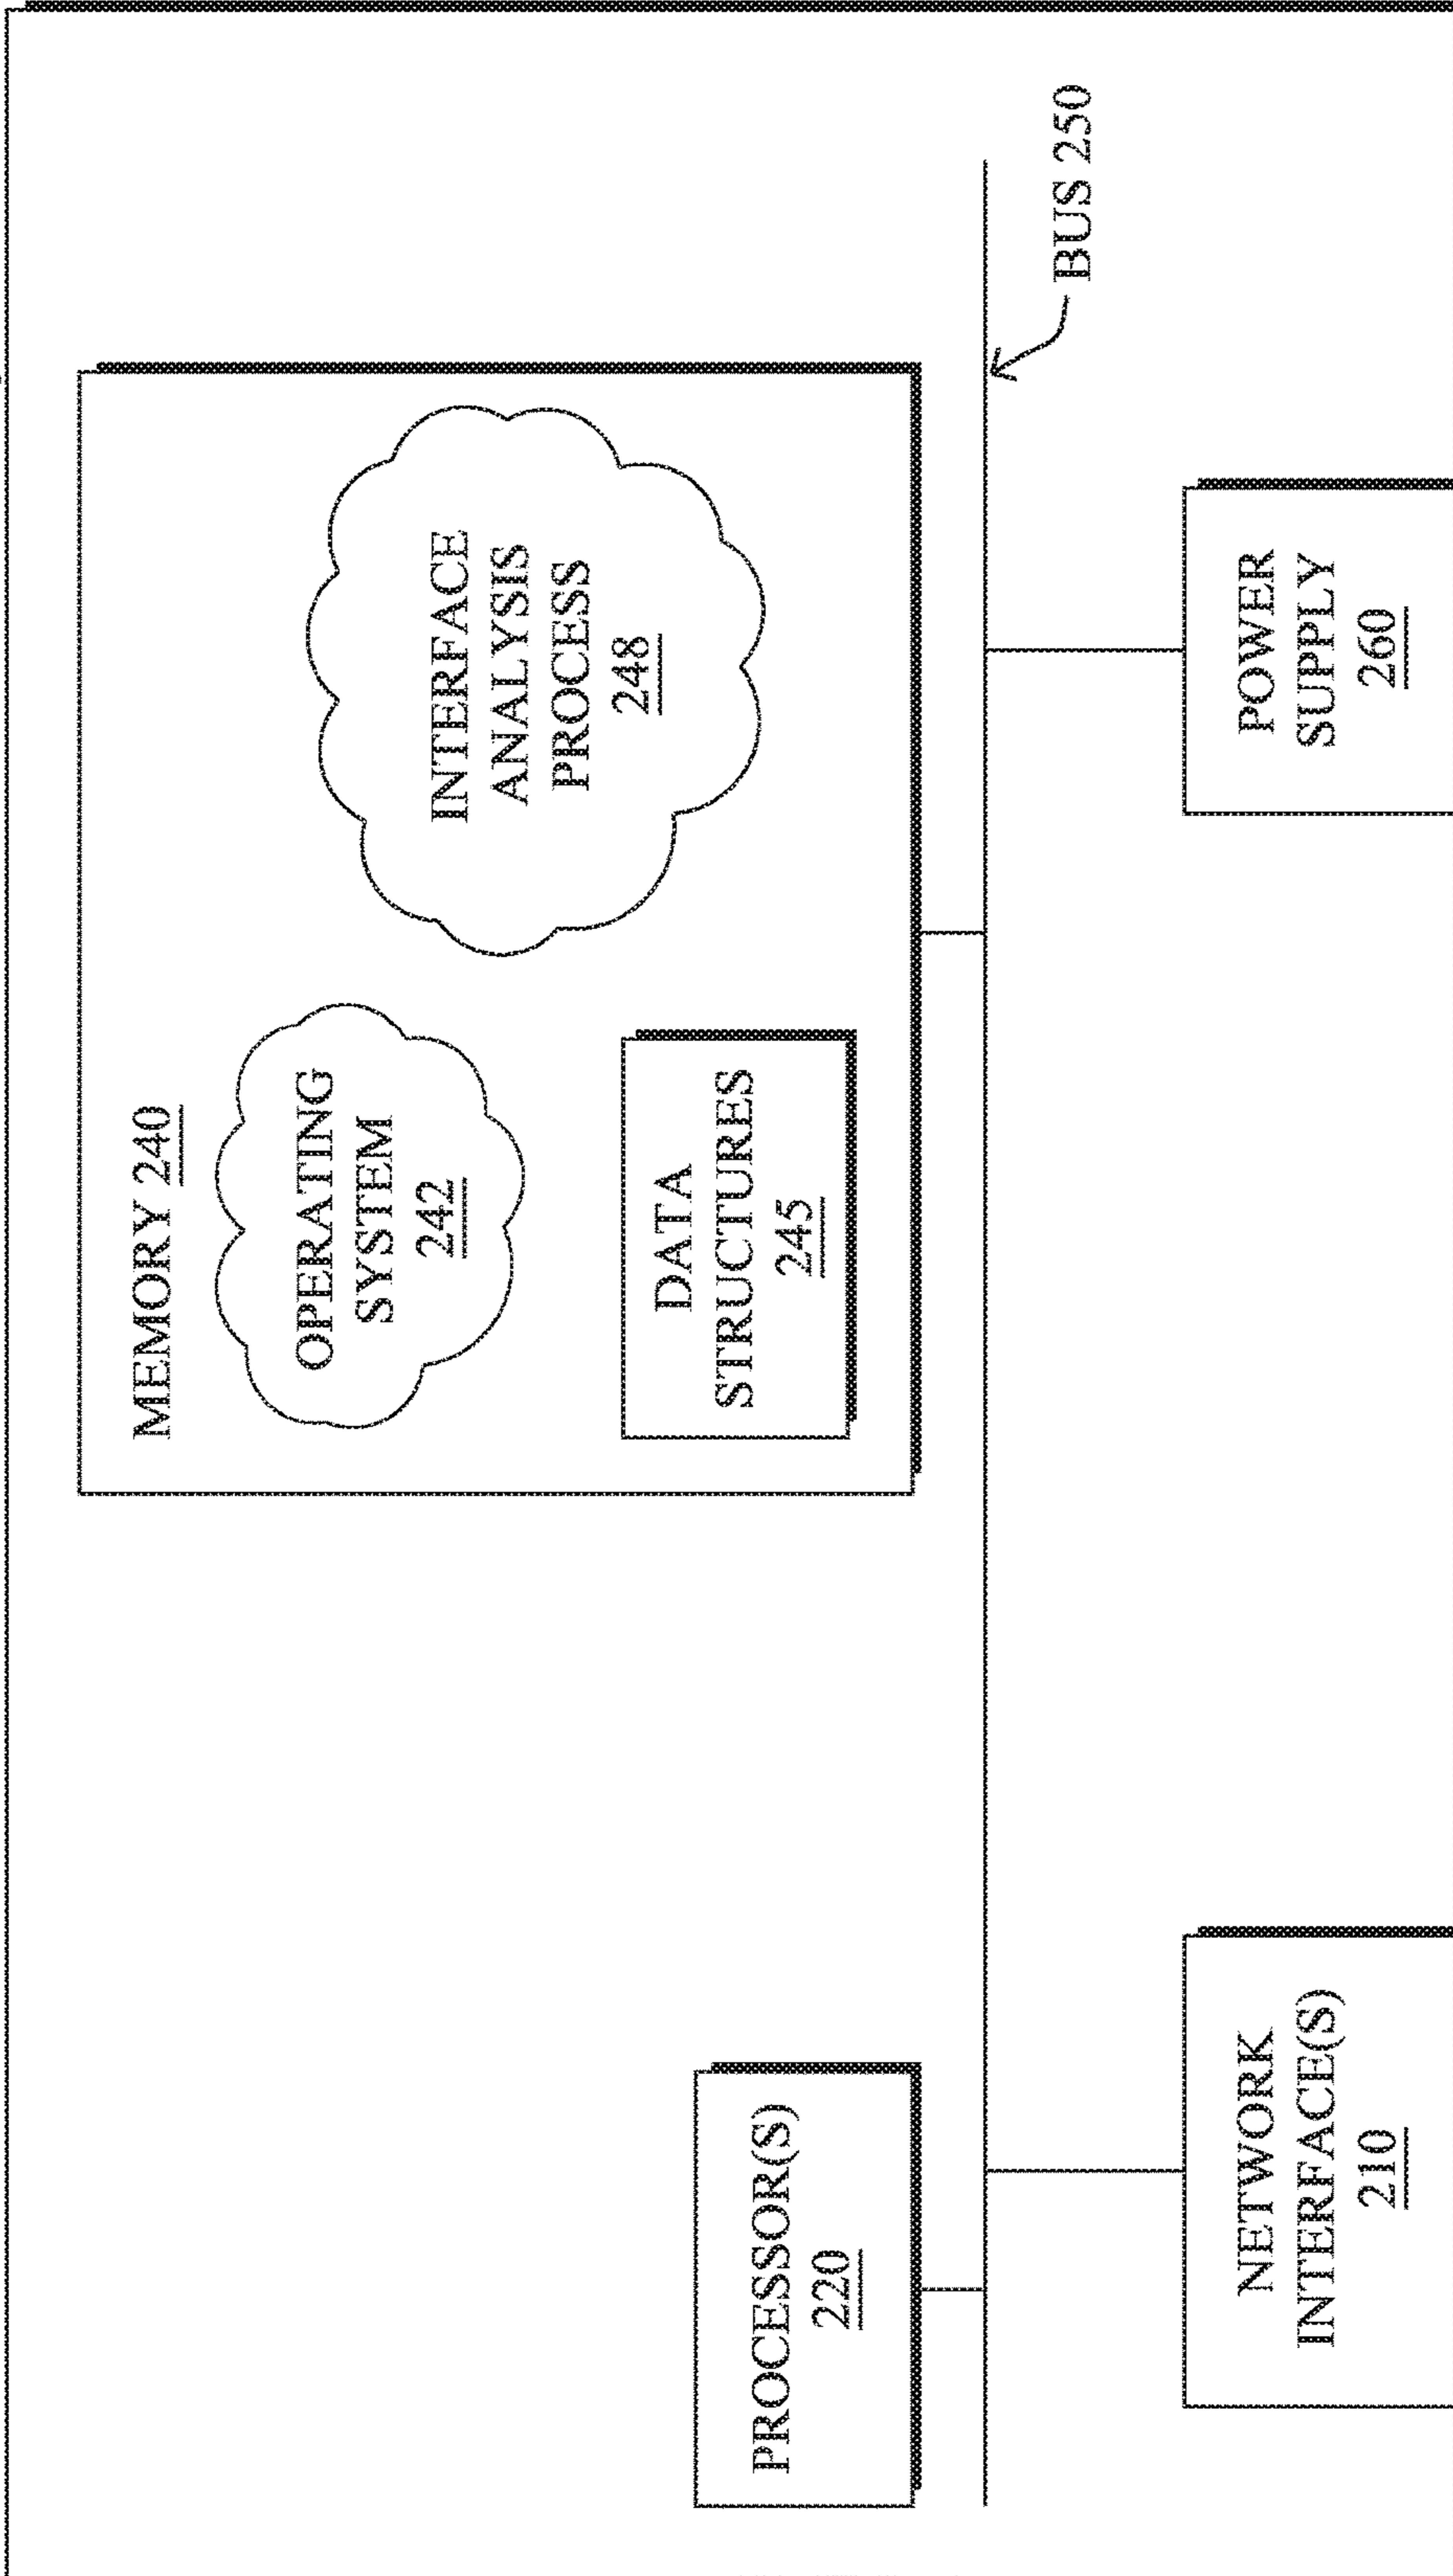 MEMORY 240
OPERATING
SYSTEM
242
INTERFACE
ANALYSIS
PROCESS
248
DATA
STRUCTURES
245
PROCESSOR(S)
220
BUS 250
NETWORK
INTERFACE(S)
210
POWER
SUPPLY
260